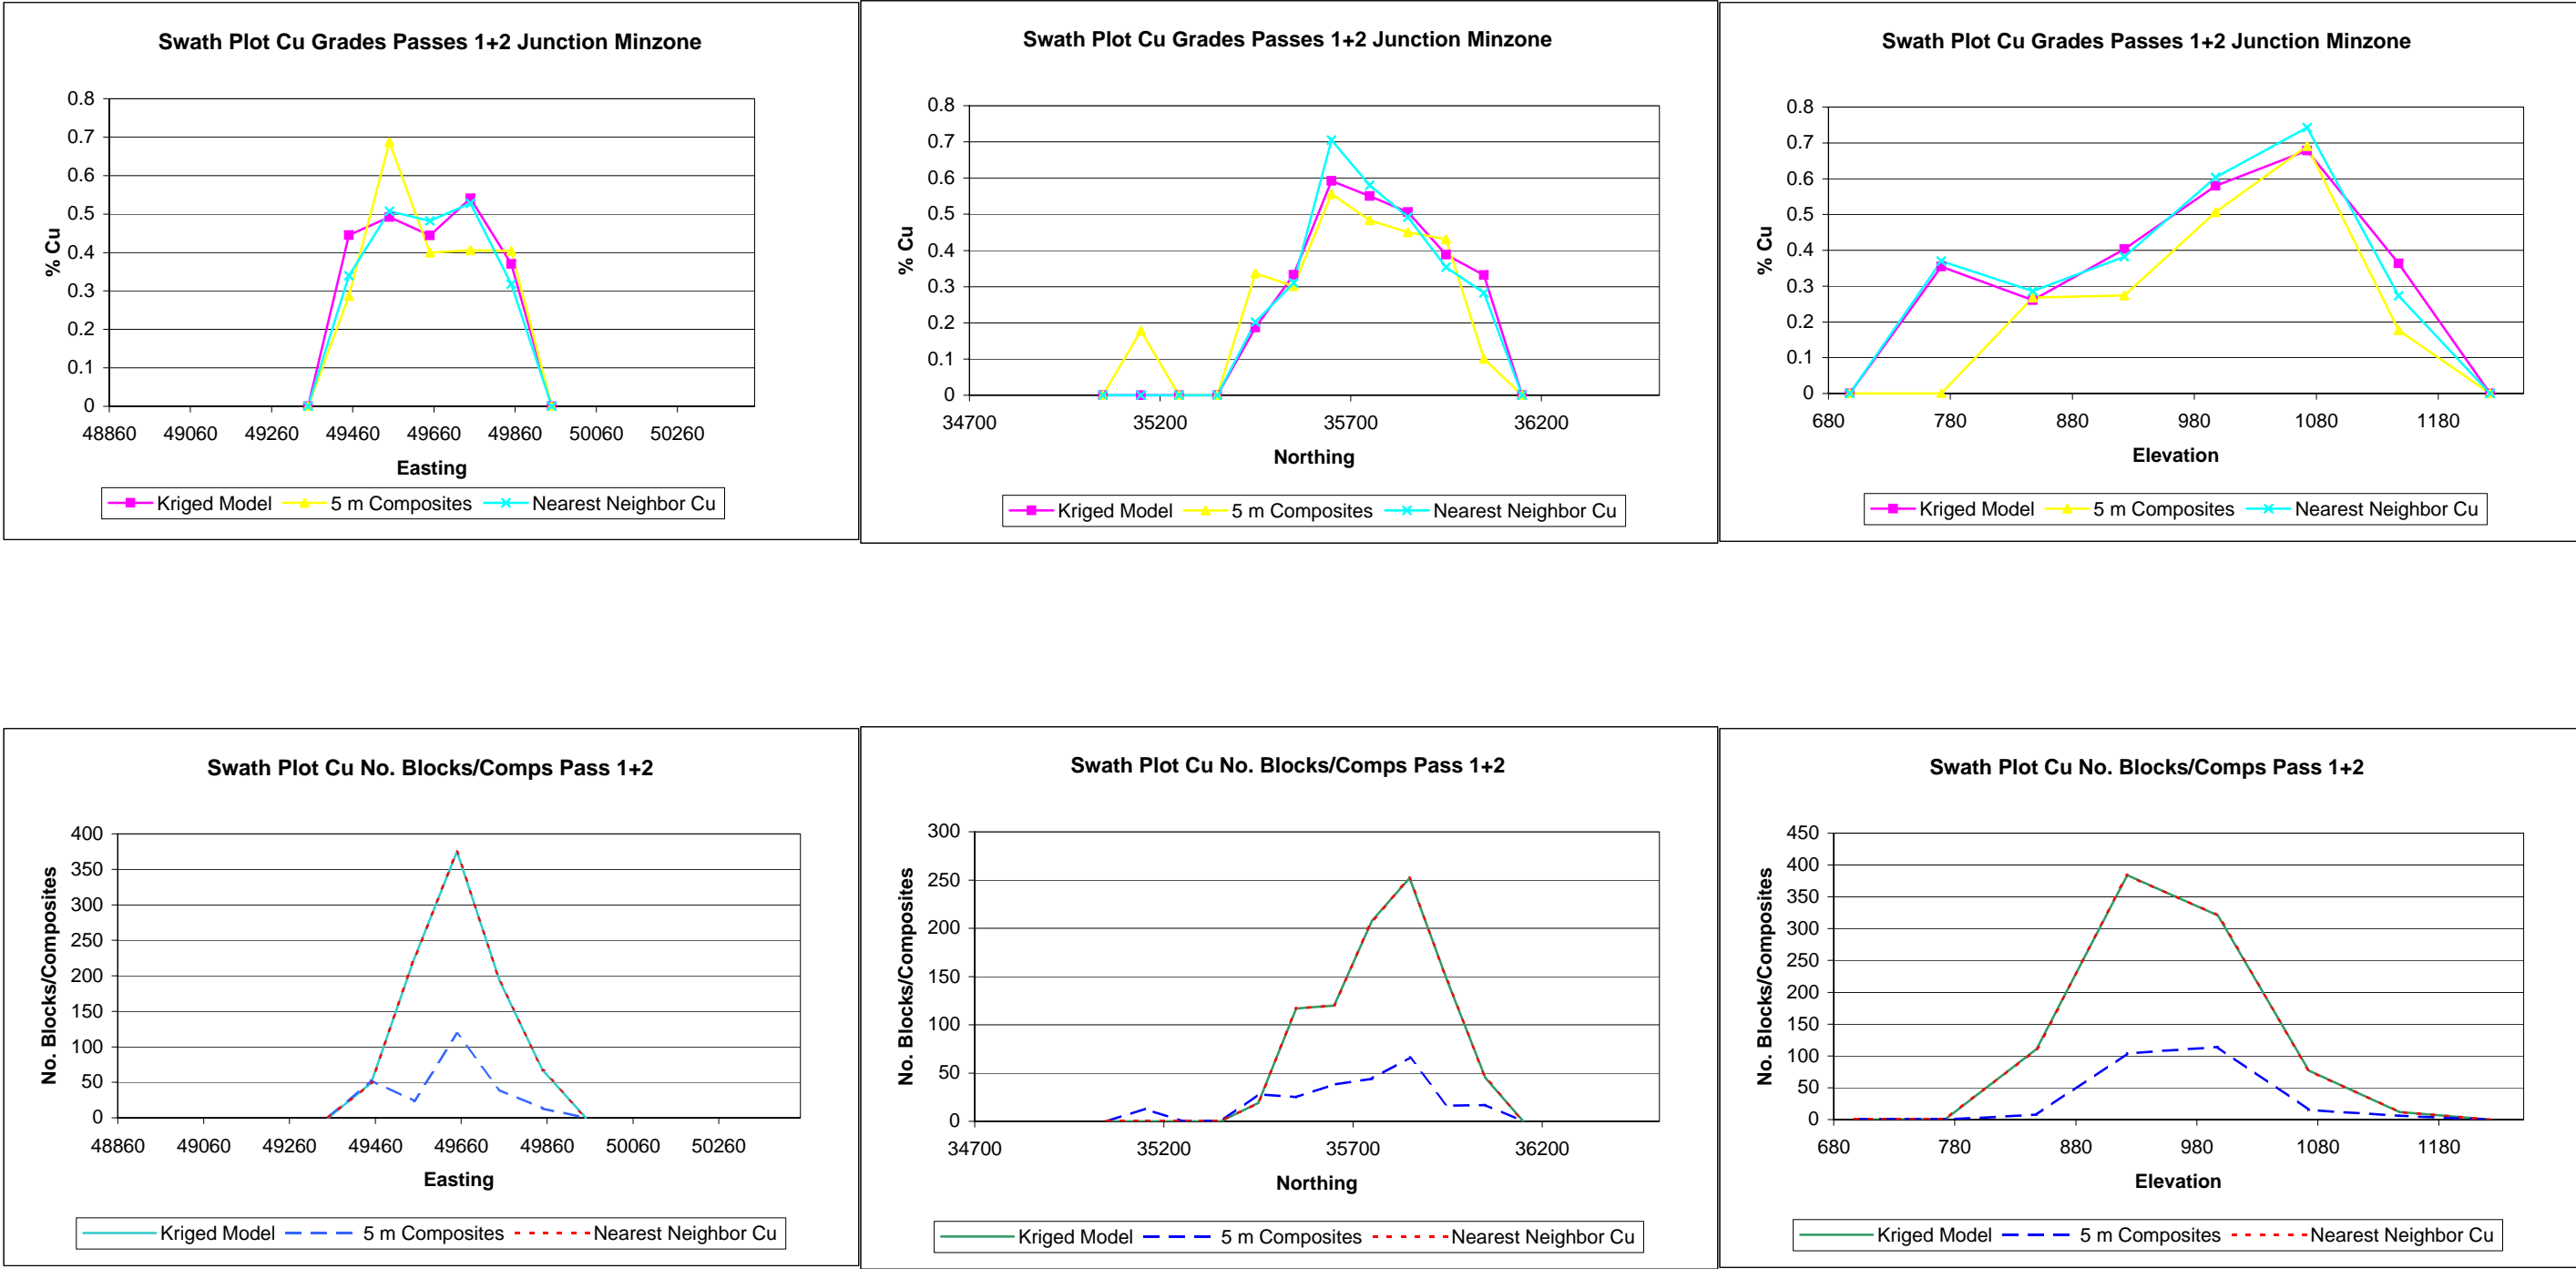 Swath Plot Cu Grades Passes 1+2 Junction Minzone
0.8
0.7
0.6
0.5
0.4
0.3
0.2
0.1
0
% Cu
48860 49060 49260 49460 49660 49860 50060 50260
Easting
Kriged Model 5 m Composites Nearest Neighbor Cu
Swath Plot Cu Grades Passes 1+2 Junction Minzone
0.8
0.7
0.6
0.5
0.4
0.3
0.2
0.1
0
% Cu
34700 35200 35700 36200
Northing
Kriged Model 5 m Composites Nearest Neighbor Cu
Swath Plot Cu Grades Passes 1+2 Junction Minzone
0.8
0.7
0.6
0.5
0.4
0.3
0.2
0.1
0
% Cu
680 780 880 980 1080 1180
Elevation
Kriged Model 5 m Composites Nearest Neighbor Cu
Swath Plot Cu No. Blocks/Comps Pass 1+2
400
350
300
250
200
150
100
50
0
No. Blocks/Composites
48860 49060 49260 49460 49660 49860 50060 50260
Easting
Kriged Model 5 m Composites Nearest Neighbor Cu
Swath Plot Cu No. Blocks/Comps Pass 1+2
300
250
200
150
100
50
0
No. Blocks/Composites
34700 35200 35700 36200
Northing
Kriged Model 5 m Composites Nearest Neighbor Cu
Swath Plot Cu No. Blocks/Comps Pass 1+2
450
400
350
300
250
200
150
100
50
0
No. Blocks/Composites
680 780 880 980 1080 1180
Elevation
Kriged Model 5 m Composites Nearest Neighbor Cu